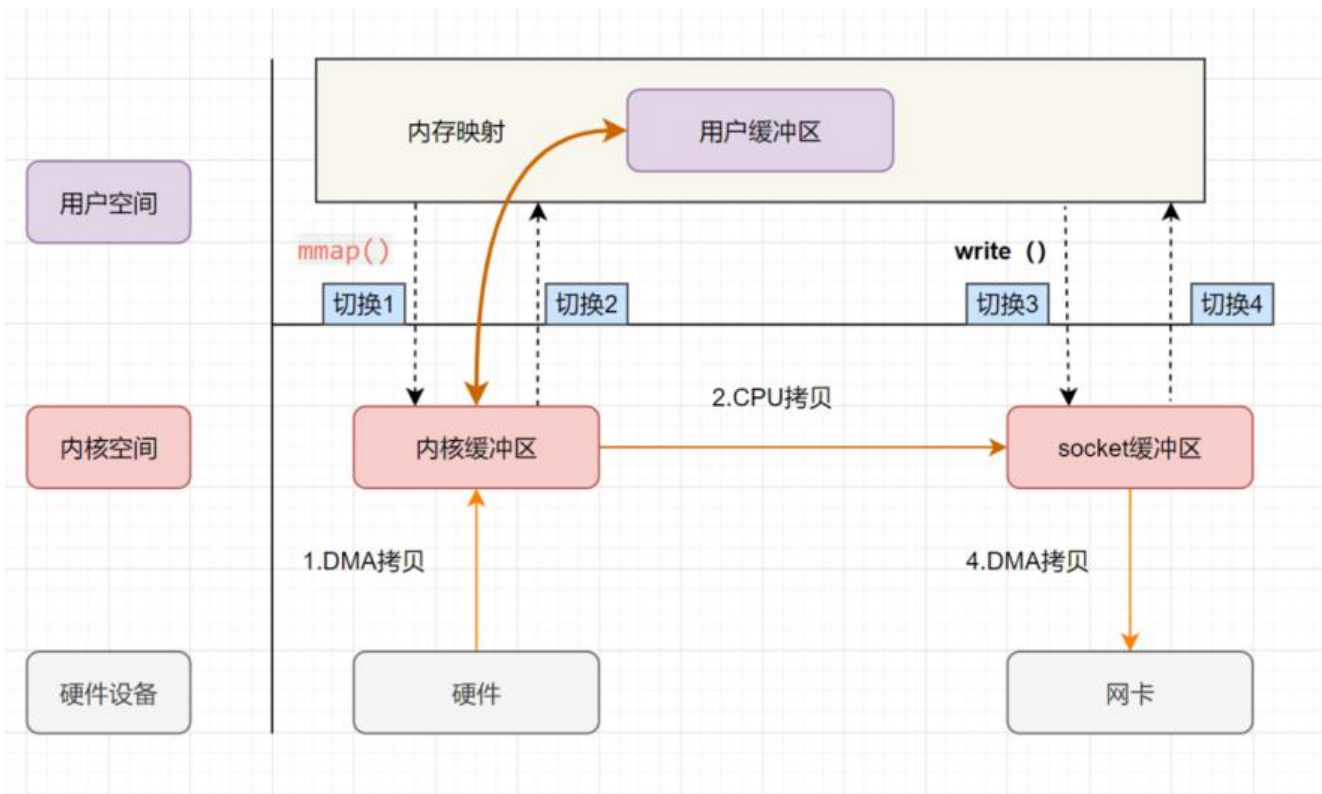 内存映射
用户缓冲区
用户空间
mmap()
write（）
切换1
切换2
切换3
切换4
2.CPU拷贝
内核空间
内核缓冲区
socket缓冲区
1.DMA拷贝
4.DMA拷贝
硬件设备
硬件
网卡